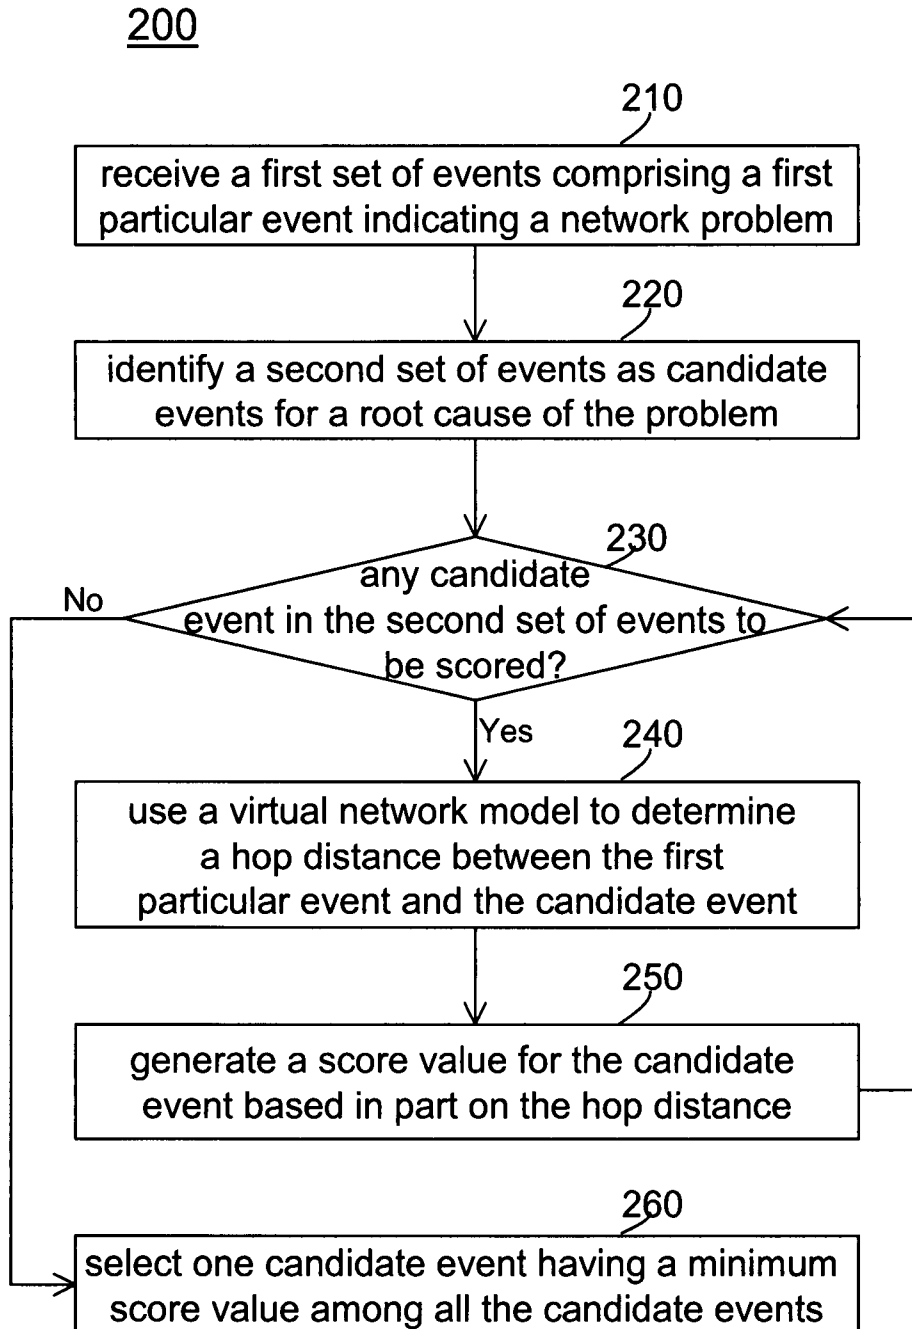 200
210
receive a first set of events comprising a first
particular event indicating a network problem
220
identify a second set of events as candidate
events for a root cause of the problem
230
any candidate
event in the second set of events to
be scored?
No
Yes
240
use a virtual network model to determine
a hop distance between the first
particular event and the candidate event
250
generate a score value for the candidate
event based in part on the hop distance
260
select one candidate event having a minimum
score value among all the candidate events